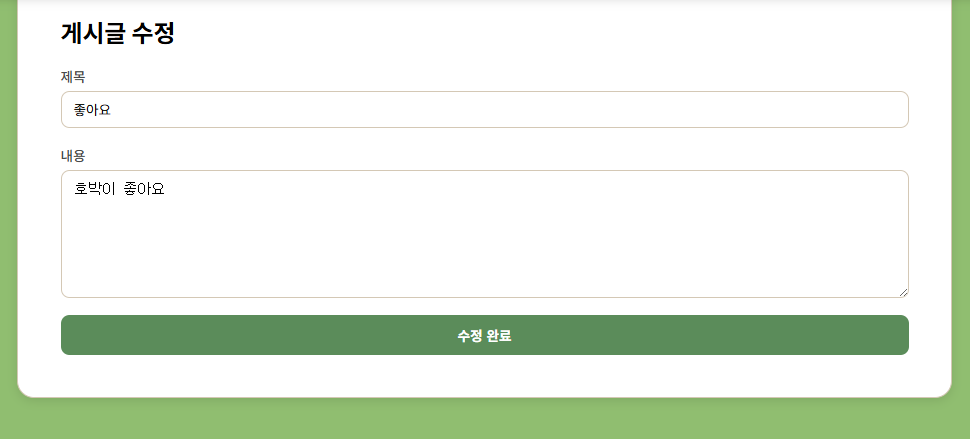 게시글 수정
제목
좋아요
내용
호박이 좋아요
수정 완료